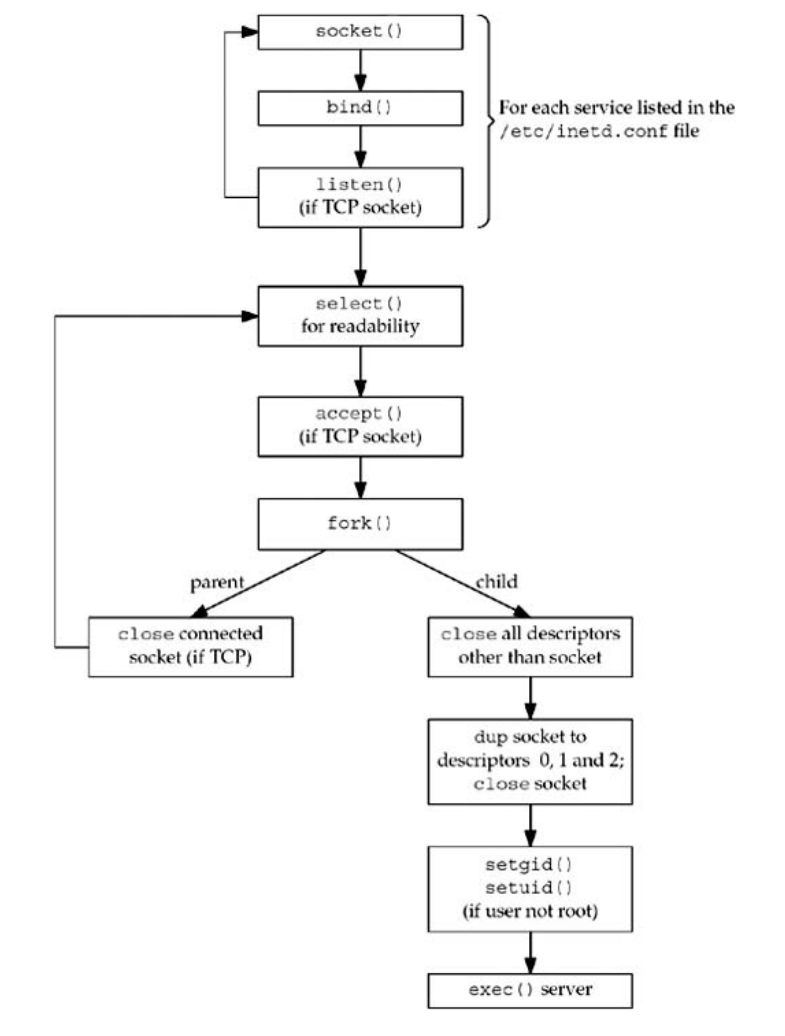 socket()
bind()
For each service listed in the
/etc/inetd.conf file
listen()
(if TCP socket)
select()
for readability
accept()
(if TCP socket)
fork()
parent
child
close connected
socket (if TCP)
close all descriptors
other than socket
dup socket to
descriptors 0, 1 and 2;
close socket
setgid()
setuid()
(if user not root)
exec() server